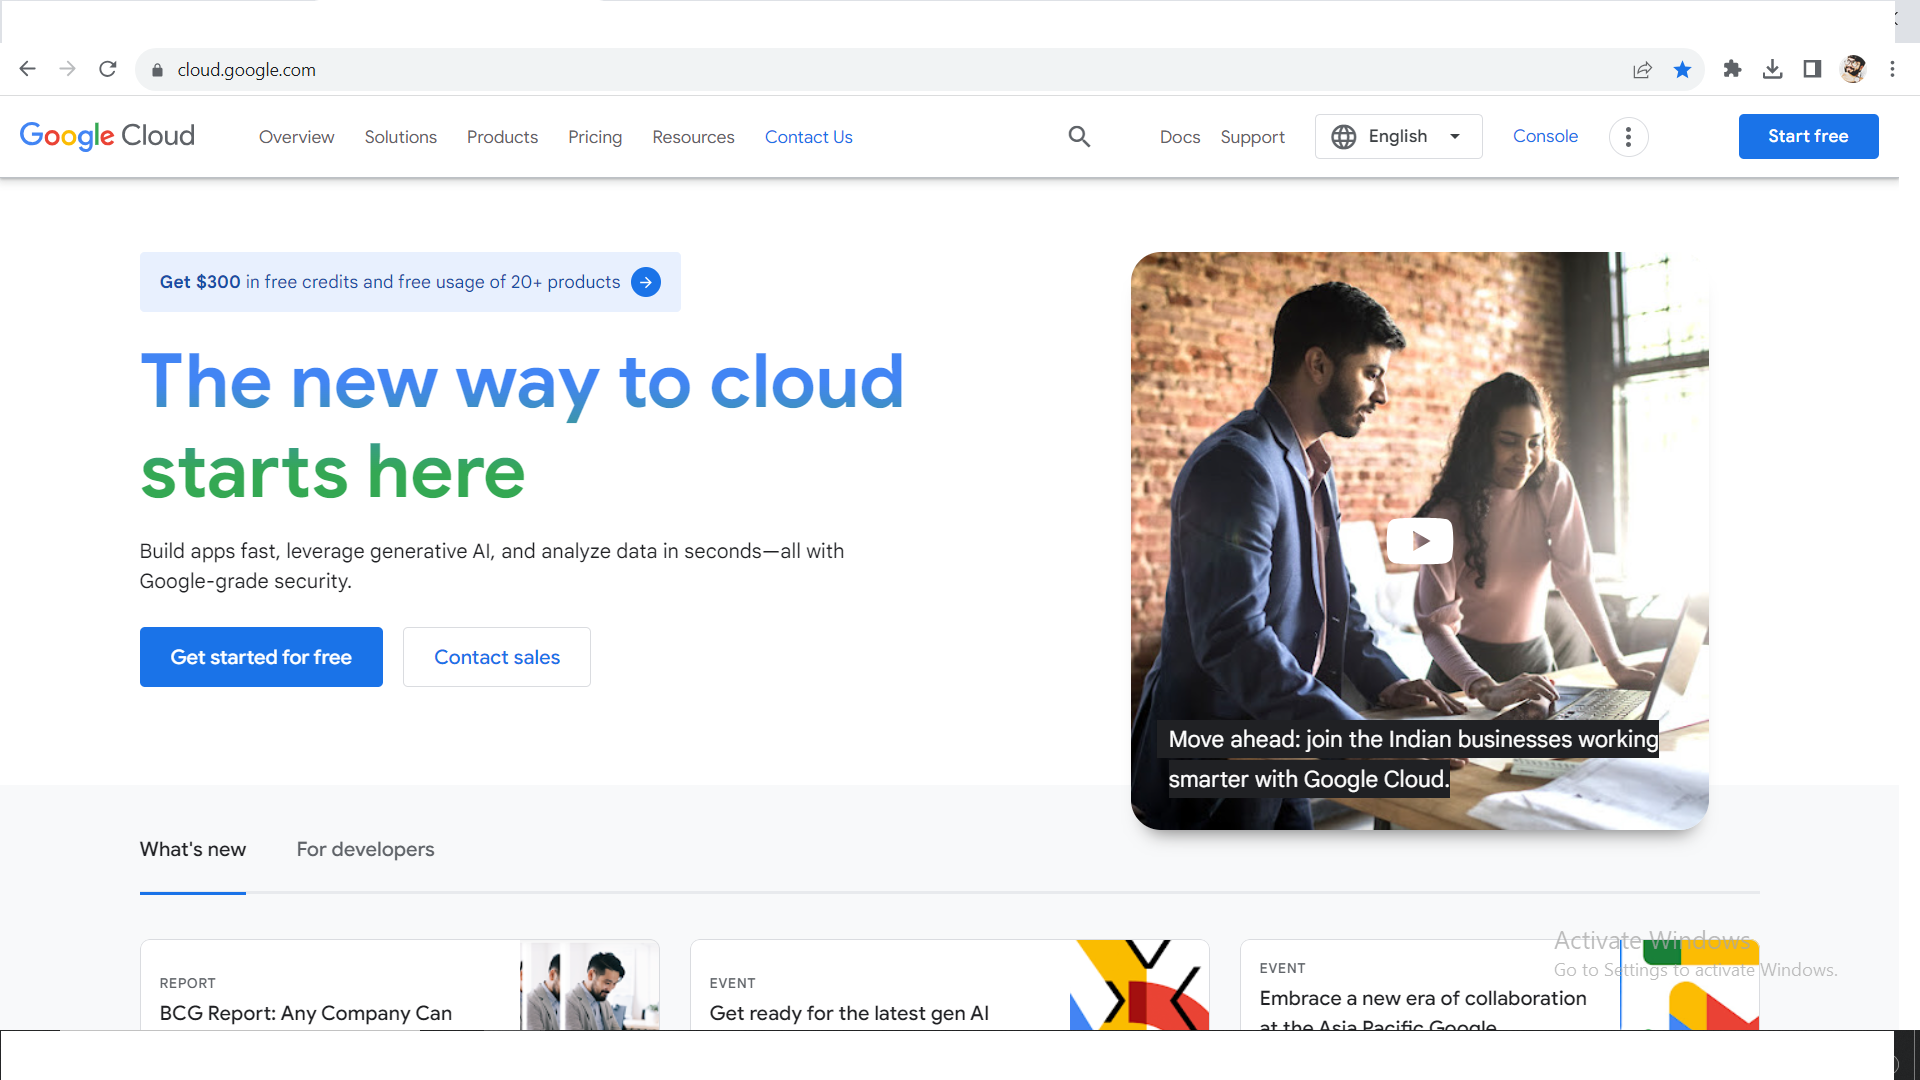 cloud.google.com
Google Cloud
Overview
Solutions
Products
Pricing
Resources
Contact Us
Docs
Support
English
Console
Start free
Get $300 in free credits and free usage of 20+ products
The new way to cloud
starts here
Build apps fast, leverage generative AI, and analyze data in seconds—all with
Google-grade security.
Get started for free
Contact sales
Move ahead: join the Indian businesses working
smarter with Google Cloud.
What's new
For developers
REPORT
BCG Report: Any Company Can
EVENT
Get ready for the latest gen AI
EVENT
Embrace a new era of collaboration
at the Asia Pacific Google
Activate Windows
Go to Settings to activate Windows.